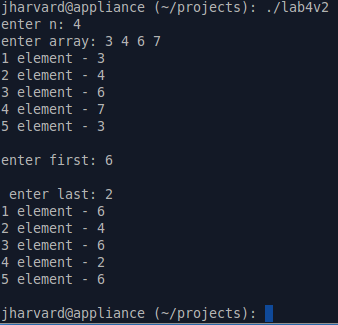 jharvard@appliance (~/projects): ./lab4v2
enter n: 4
enter array: 3 4 6 7
1 element - 3
2 element - 4
3 element - 6
4 element - 7
5 element - 3
enter first: 6
enter last: 2
1 element - 6
2 element - 4
3 element - 6
4 element - 2
5 element - 6
jharvard@appliance (~/projects):